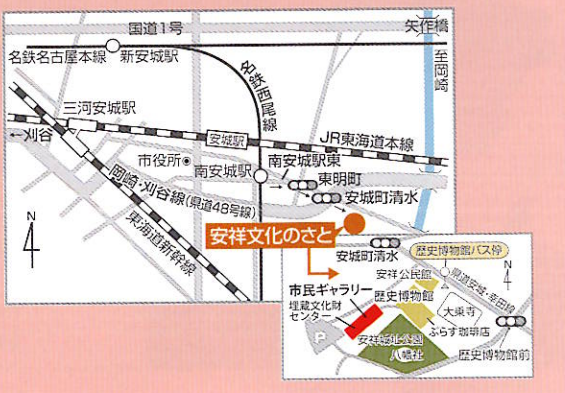 国道1号
矢作橋
名鉄名古屋本線
新安城駅
至岡崎
名鉄西尾線
三河安城駅
←刈谷
安城駅
JR東海道本線
市役所
南安城駅東
南安城駅
東明町
岡崎・刈谷線(県道48号線)
安城町清水
東海道新幹線
N
安祥文化のさと
安城町清水
歴史博物館バス停
N
安祥公民館
県道安城・幸田線
市民ギャラリー
歴史博物館
埋蔵文化財
センター
大乗寺
ぷらす珈琲店
P
安祥城址公園
八幡社
歴史博物館前